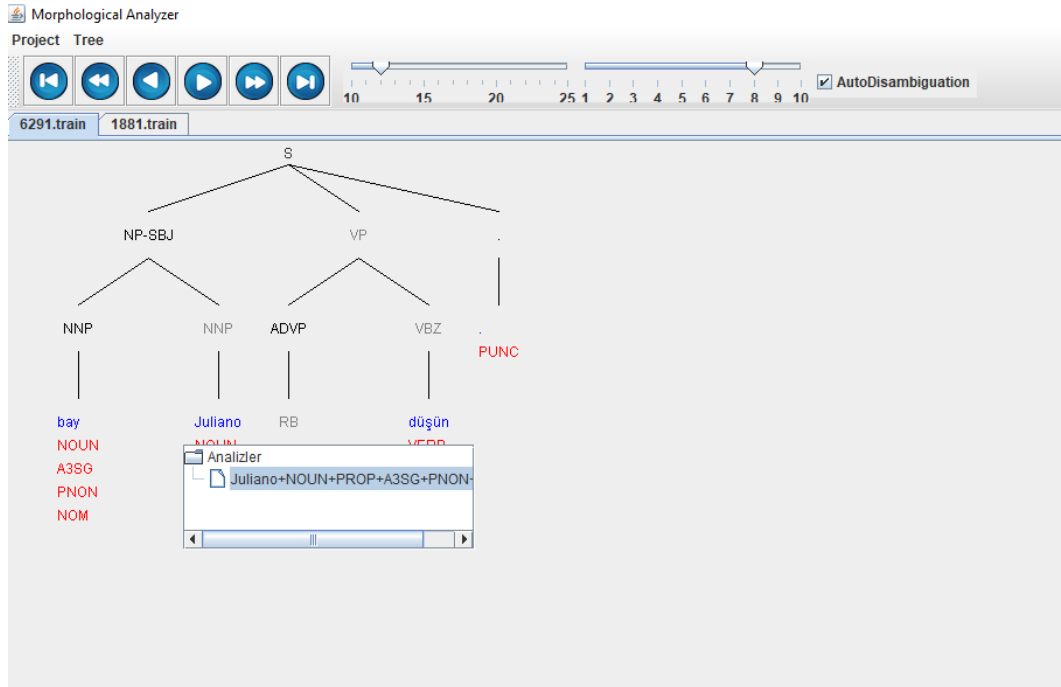 Morphological Analyzer
Project Tree
10 15 20 25 1 2 3 4 5 6 7 8 9 10 AutoDisambiguation
6291.train 1881.train
S
NP-SBJ VP .
NNP NNP ADVP VBZ .
PUNC
bay Juliano RB düşün
NOUN NOUN VERB
Analizler
A3SG Juliano+NOUN+PROP+A3SG+PNON-
PNON
NOM